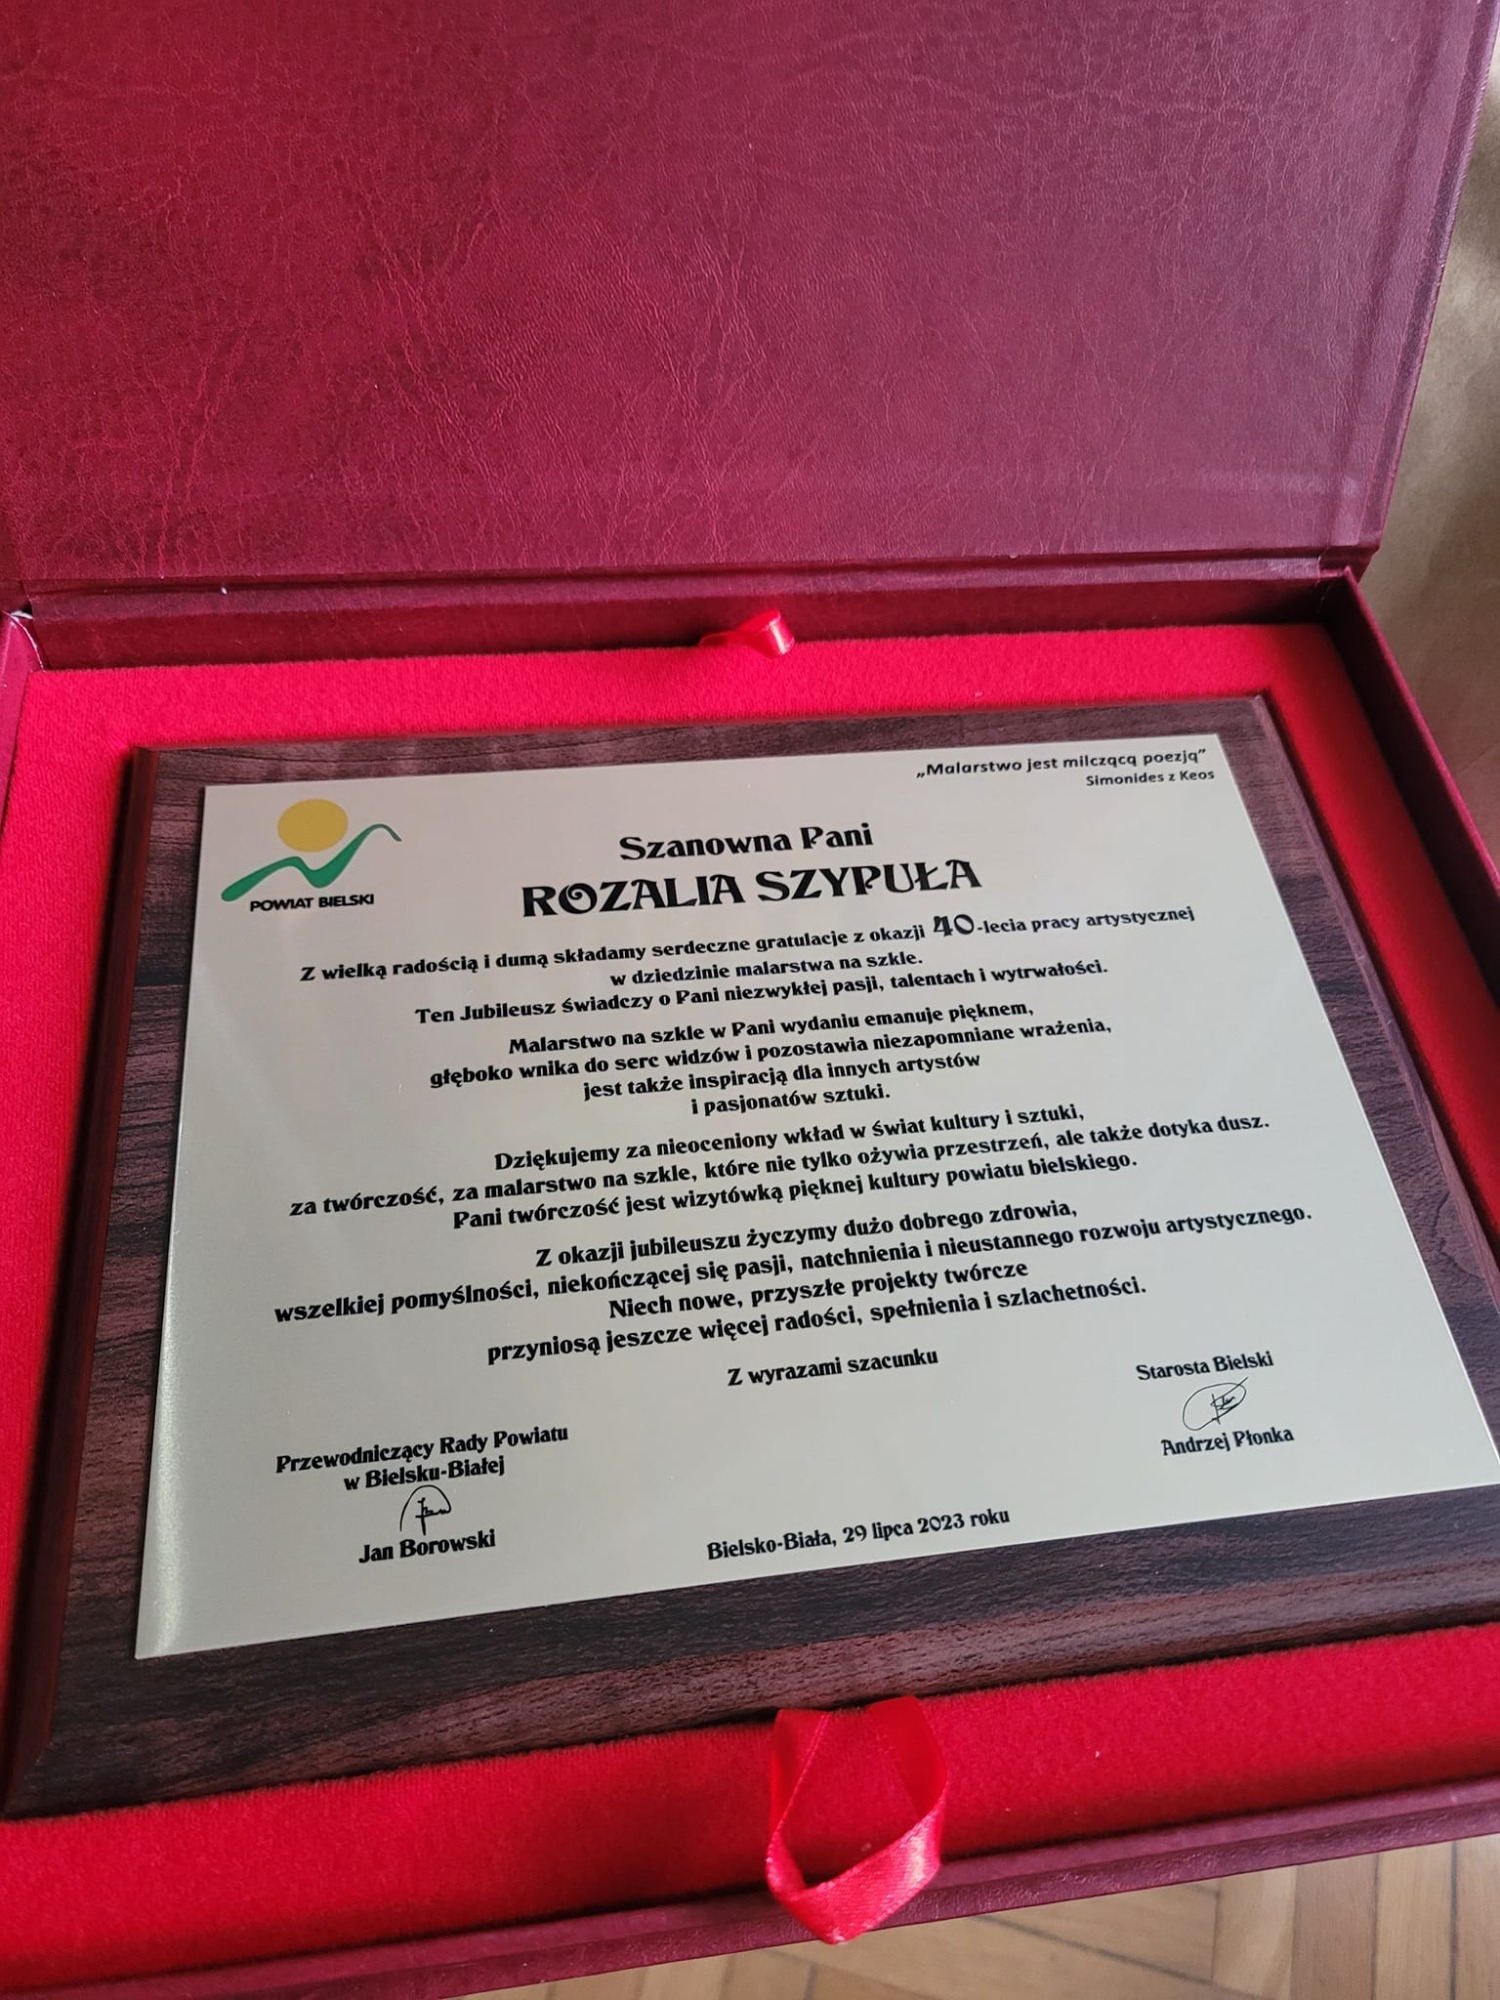 „Malarstwo jest milczącą poezją”
Simonides z Keos
POWIAT BIELSKI
Szanowna Pani
ROZALIA SZYPUŁA
Z wielką radością i dumą składamy serdeczne gratulacje z okazji 40-lecia pracy artystycznej
w dziedzinie malarstwa na szkle.
Ten Jubileusz świadczy o Pani niezwykłej pasji, talentach i wytrwałości.
Malarstwo na szkle w Pani wydaniu emanuje pięknem,
głęboko wnika do serc widzów i pozostawia niezapomniane wrażenia,
jest także inspiracją dla innych artystów
i pasjonatów sztuki.
Dziękujemy za nieoceniony wkład w świat kultury i sztuki,
za twórczość, za malarstwo na szkle, które nie tylko ożywia przestrzeń, ale także dotyka dusz.
Pani twórczość jest wizytówką pięknej kultury powiatu bielskiego.
Z okazji jubileuszu życzymy dużo dobrego zdrowia,
wszelkiej pomyślności, niekończącej się pasji, natchnienia i nieustannego rozwoju artystycznego.
Niech nowe, przyszłe projekty twórcze
przyniosą jeszcze więcej radości, spełnienia i szlachetności.
Z wyrazami szacunku
Starosta Bielski
Andrzej Płonka
Przewodniczący Rady Powiatu
w Bielsku-Białej
Jan Borowski
Bielsko-Biała, 29 lipca 2023 roku